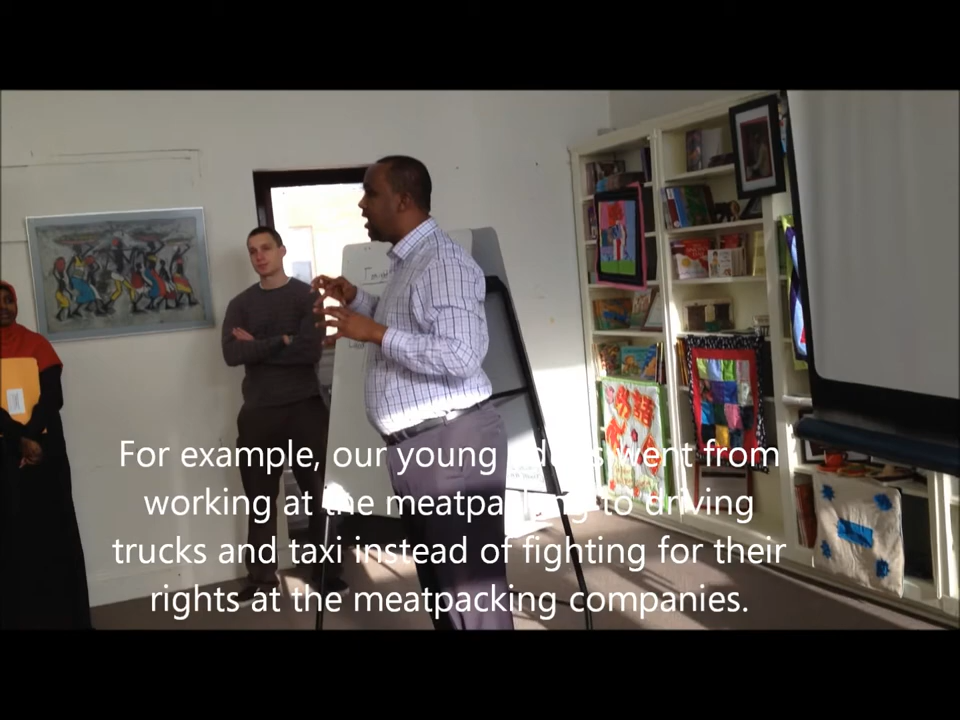 For example, our young adults went from
working at the meatpacking to driving
trucks and taxi instead of fighting for their
rights at the meatpacking companies.